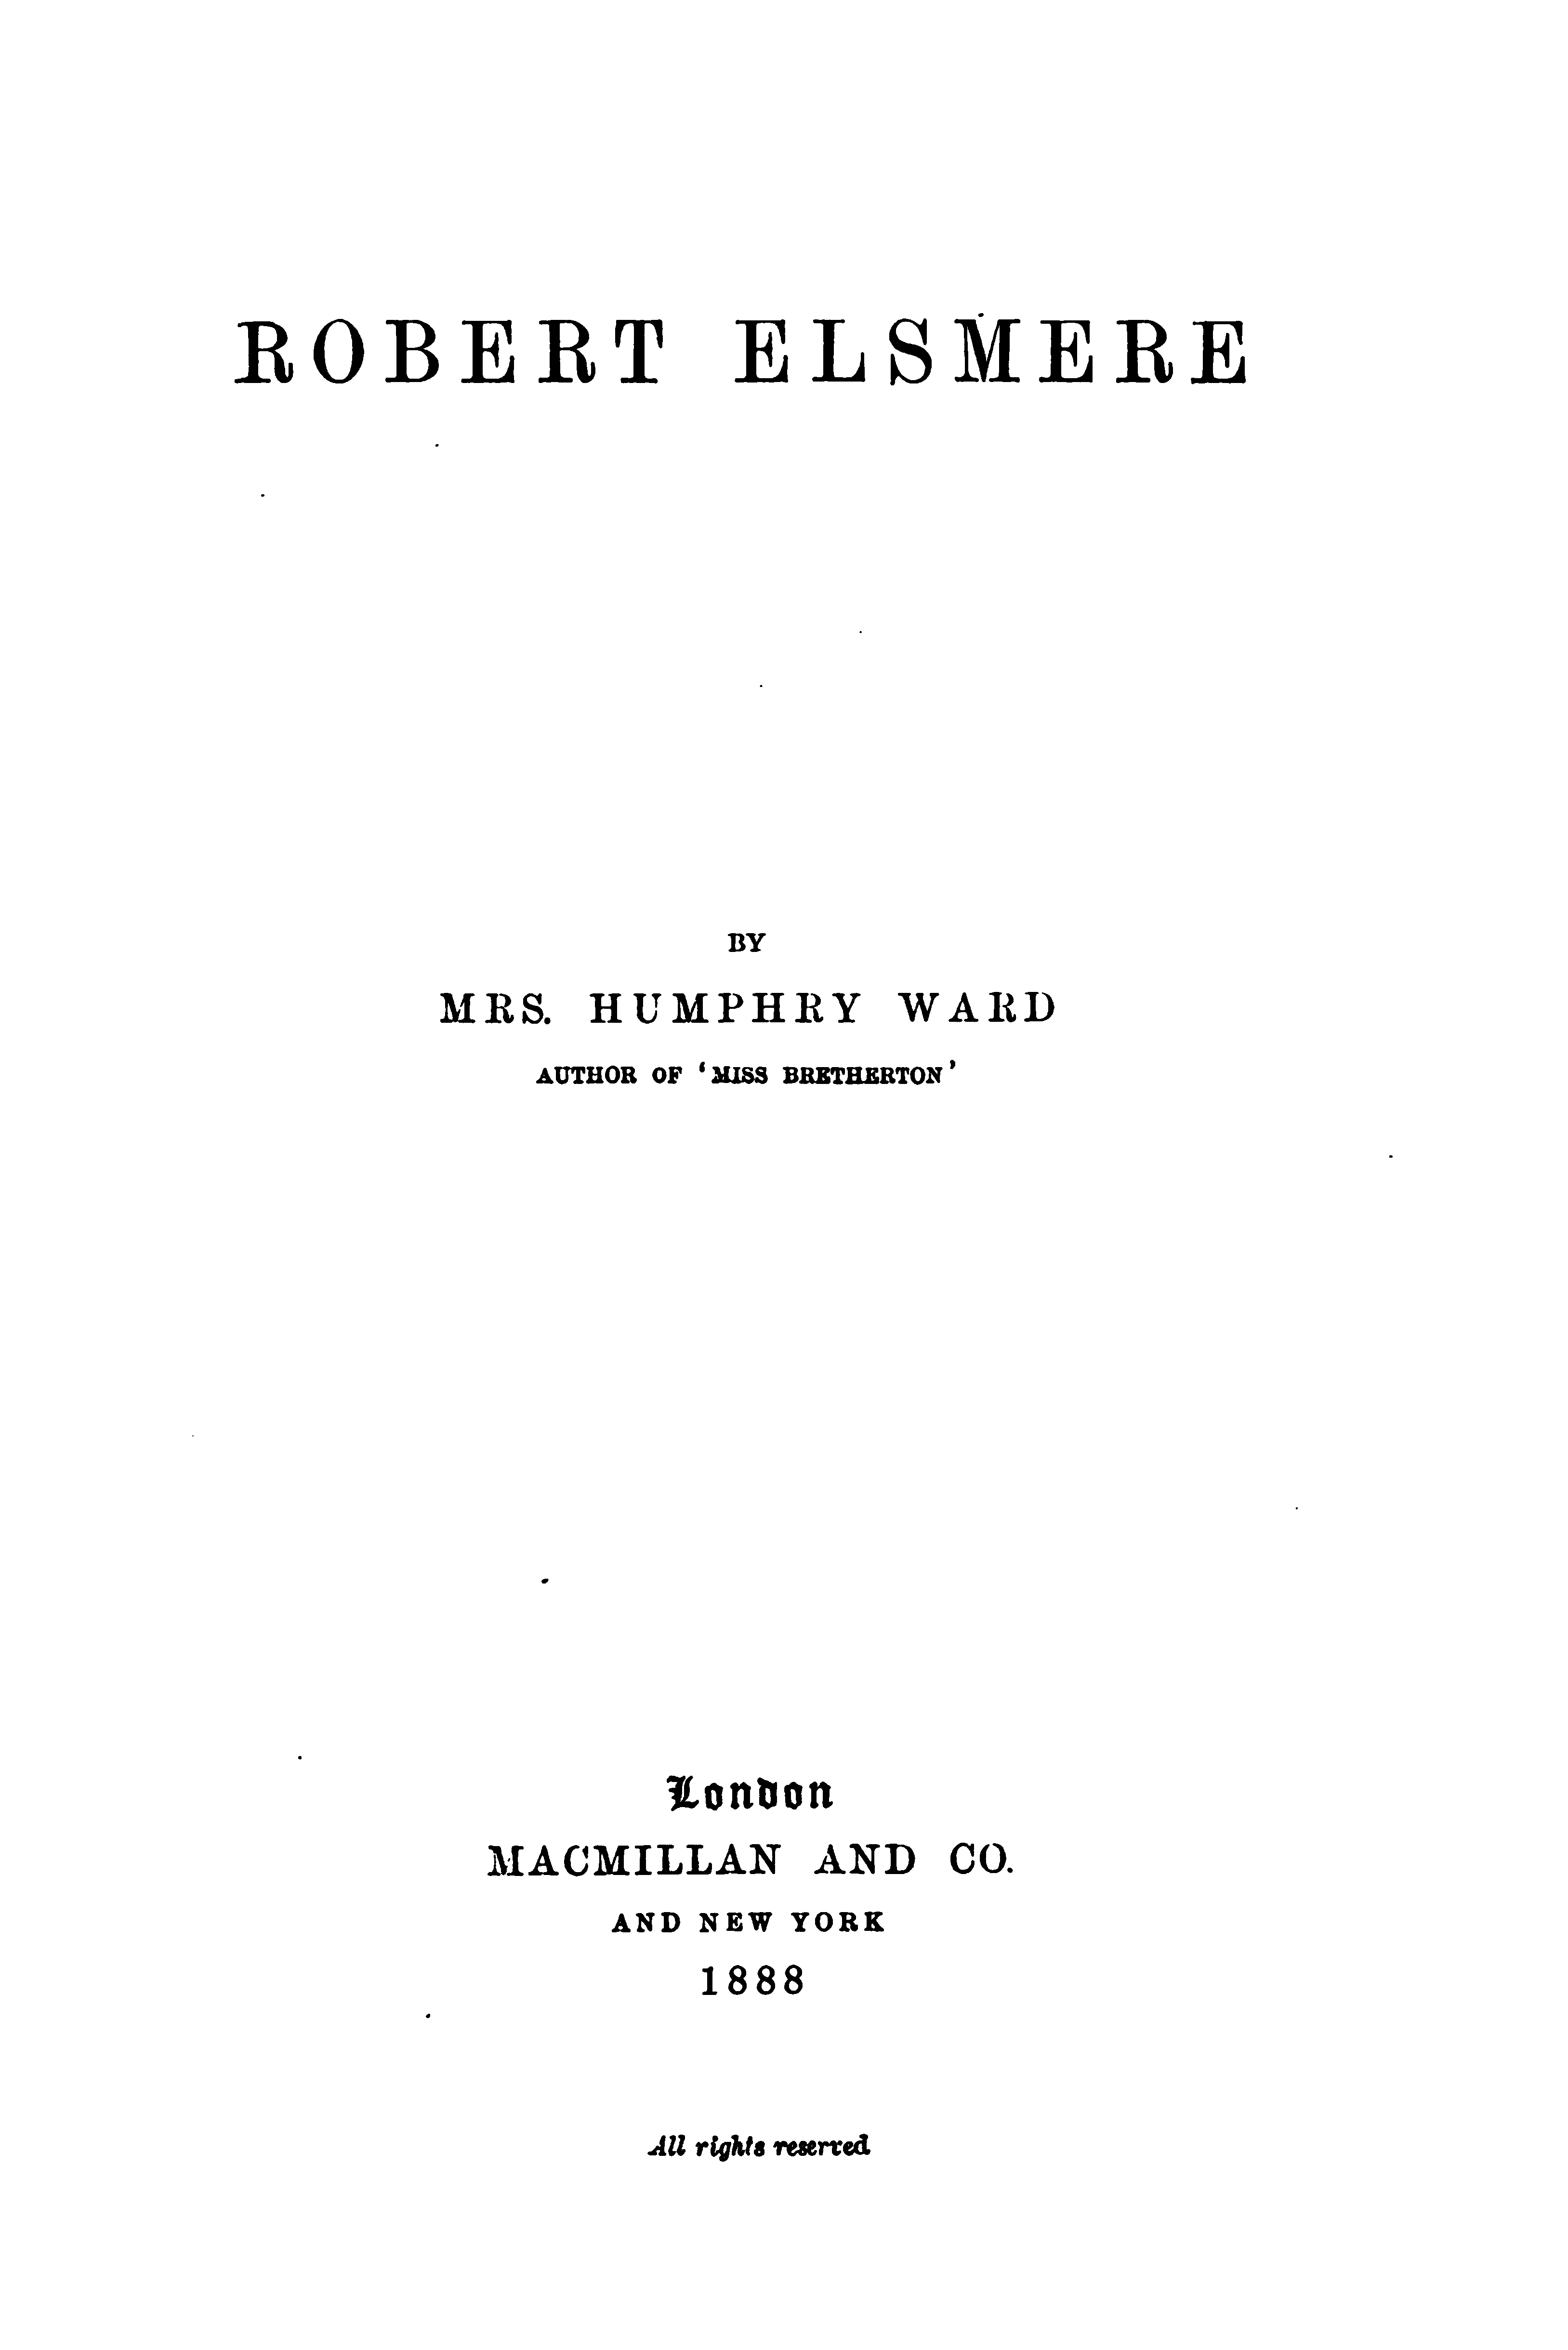 ROBERT ELSMERE
BY
MRS. HUMPHRY WARD
AUTHOR OF ‘MISS BRETHERTON’
London
MACMILLAN AND CO.
AND NEW YORK
1888
All rights reserved